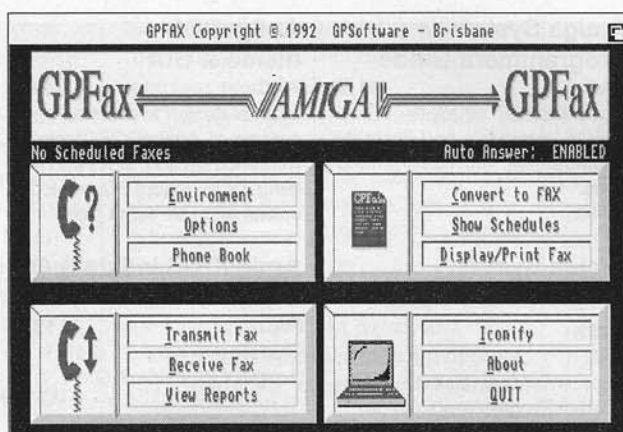 GPFAX Copyright © 1992 GPSoftware - Brisbane
GPFax AMIGA GPFax
No Scheduled Faxes Auto Answer: ENABLED
Environment
Options
Phone Book
Convert to FAX
Show Schedules
Display/Print Fax
Transmit Fax
Receive Fax
View Reports
Iconify
About
QUIT